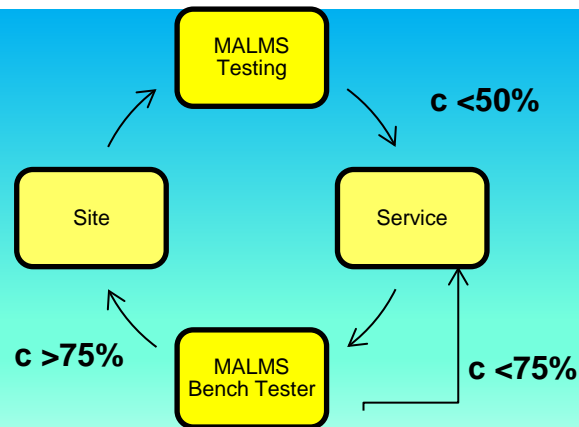 MALMS
Testing
c <50%
Site
Service
c >75%
MALMS
Bench Tester
c <75%